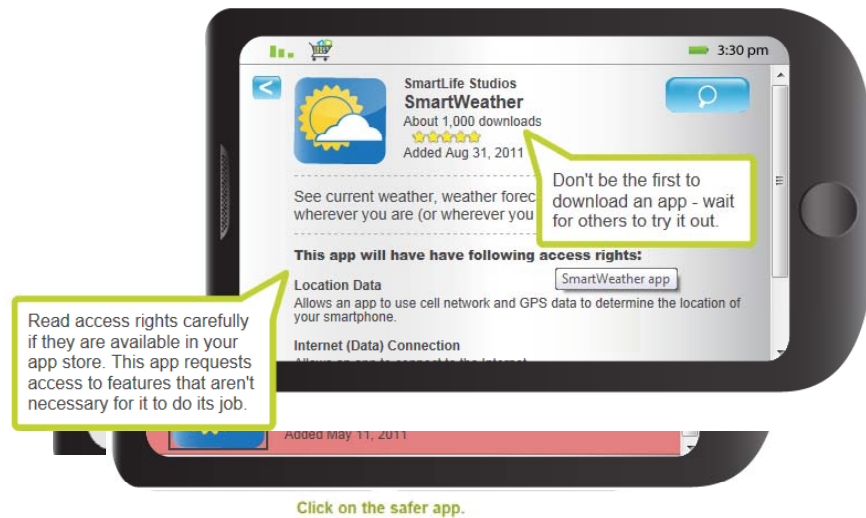 3:30 pm
<
SmartLife Studios
SmartWeather
About 1,000 downloads
Added Aug 31, 2011
Don't be the first to
download an app - wait
for others to try it out.
See current weather, weather
wherever you are (or wherever you
This app will have have following access rights:
SmartWeather app
Location Data
Allows an app to use cell network and GPS data to determine the location of
your smartphone.
Internet (Data) Connection
Read access rights carefully
if they are available in your
app store. This app requests
access to features that aren't
necessary for it to do its job.
Added May 11, 2011
Click on the safer app.